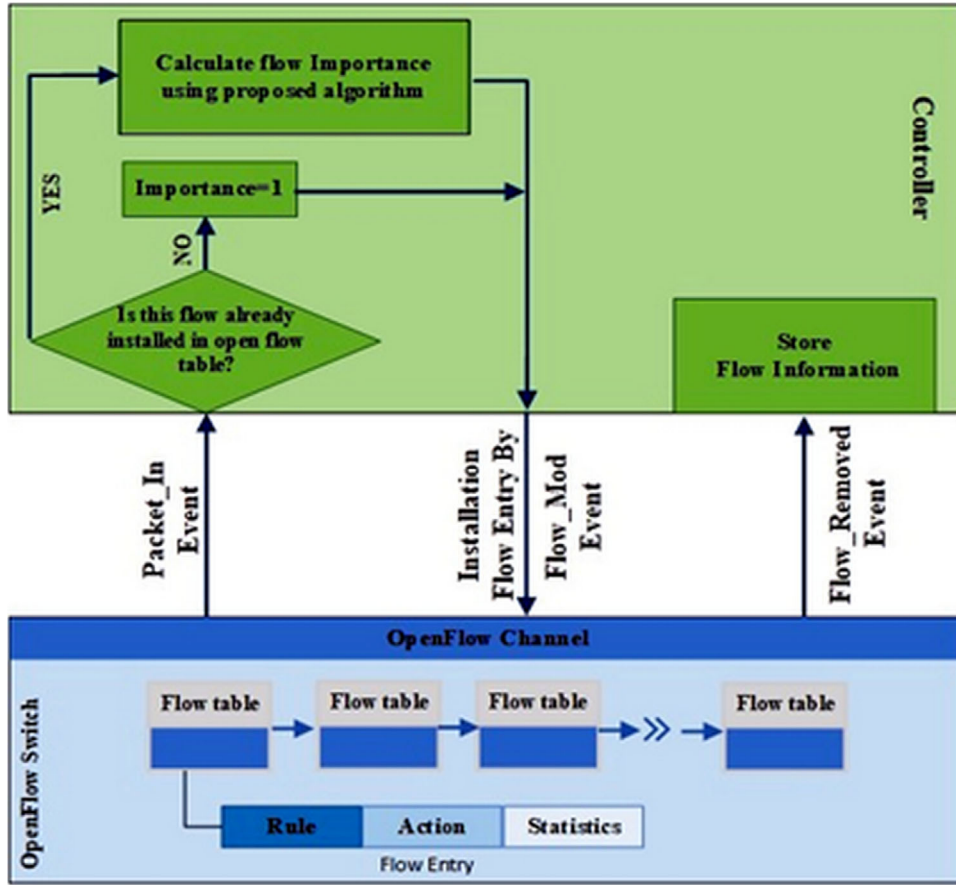 Calculate flow Importance
using proposed algorithm
Controller
YES
Importance=1
NO
Is this flow already
installed in open flow
table?
Store
Flow Information
Packet_In
Event
Installation
Flow Entry By
Flow_Mod
Event
Flow_Removed
Event
OpenFlow Channel
OpenFlow Switch
Flow table
Flow table
Flow table
Flow table
Rule
Action
Statistics
Flow Entry